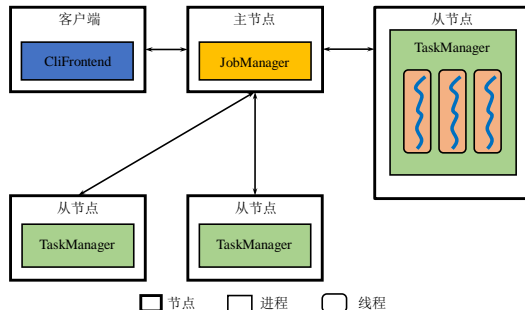 客户端
主节点
从节点
CliFrontend
JobManager
TaskManager
从节点
从节点
TaskManager
TaskManager
节点
进程
线程